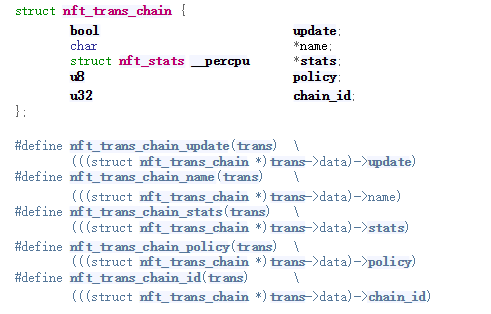 struct nft_trans_chain {
bool update;
char *name;
struct nft_stats __percpu *stats;
u8 policy;
u32 chain_id;
};
#define nft_trans_chain_update(trans) \
(((struct nft_trans_chain *)trans->data)->update)
#define nft_trans_chain_name(trans) \
(((struct nft_trans_chain *)trans->data)->name)
#define nft_trans_chain_stats(trans) \
(((struct nft_trans_chain *)trans->data)->stats)
#define nft_trans_chain_policy(trans) \
(((struct nft_trans_chain *)trans->data)->policy)
#define nft_trans_chain_id(trans) \
(((struct nft_trans_chain *)trans->data)->chain_id)